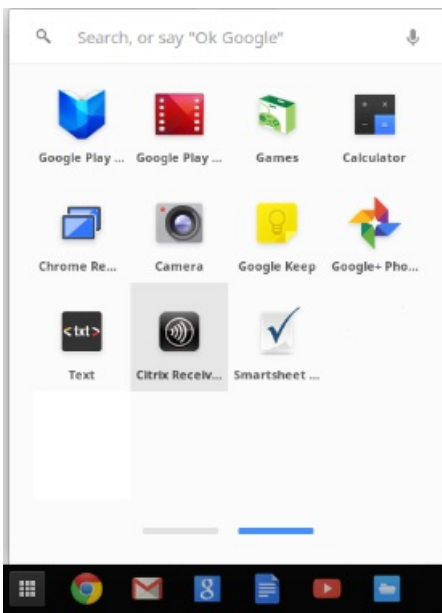 Search, or say "Ok Google"
Google Play ...
Google Play ...
Games
Calculator
Chrome Re...
Camera
Google Keep
Google+ Pho...
<txt>
Text
Citrix Receiv...
Smartsheet ...
8